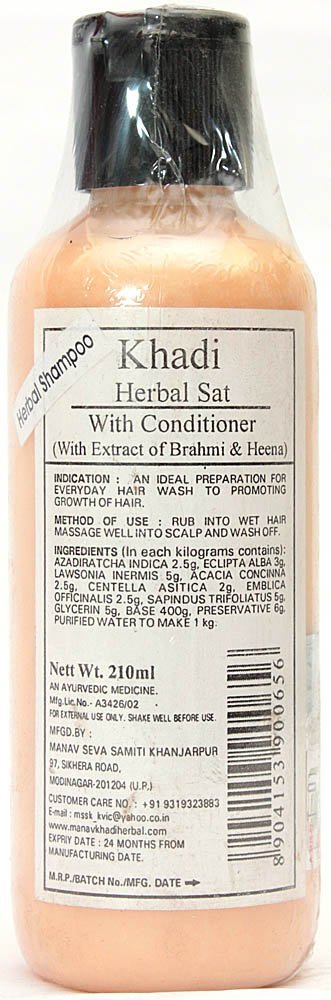 Herbal Shampoo
Khadi
Herbal Sat
With Conditioner
(With Extract of Brahmi & Heena)
INDICATION : AN IDEAL PREPARATION FOR
EVERYDAY HAIR WASH TO PROMOTING
GROWTH OF HAIR.
METHOD OF USE : RUB INTO WET HAIR
MASSAGE WELL INTO SCALP AND WASH OFF.
INGREDIENTS (In each kilograms contains):
AZADIRATCHA INDICA 2.5g, ECLIPTA ALBA 3g,
LAWSONIA INERMIS 5g, ACACIA CONCINNA
2.5g, CENTELLA ASITICA 2g, EMBLICA
OFFICINALIS 2.5g, SAPINDUS TRIFOLIATUS 5g,
GLYCERIN 5g, BASE 400g, PRESERVATIVE 6g,
PURIFIED WATER TO MAKE 1 kg.
Nett Wt. 210ml
AN AYURVEDIC MEDICINE.
Mfg. Lic. No.- A3426/02
FOR EXTERNAL USE ONLY. SHAKE WELL BEFORE USE.
MFGD.BY :
MANAV SEVA SAMITI KHANJARPUR
97, SIKHERA ROAD,
MODINAGAR-201204 (U.P.)
CUSTOMER CARE NO. : +91 9319323883
E-mail : mssk_kvic@yahoo.co.in
www.manavkhadiherbal.com
EXPRIY DATE : 24 MONTHS FROM
MANUFACTURING DATE.
M.R.P./BATCH No./MFG. DATE
8904153900656